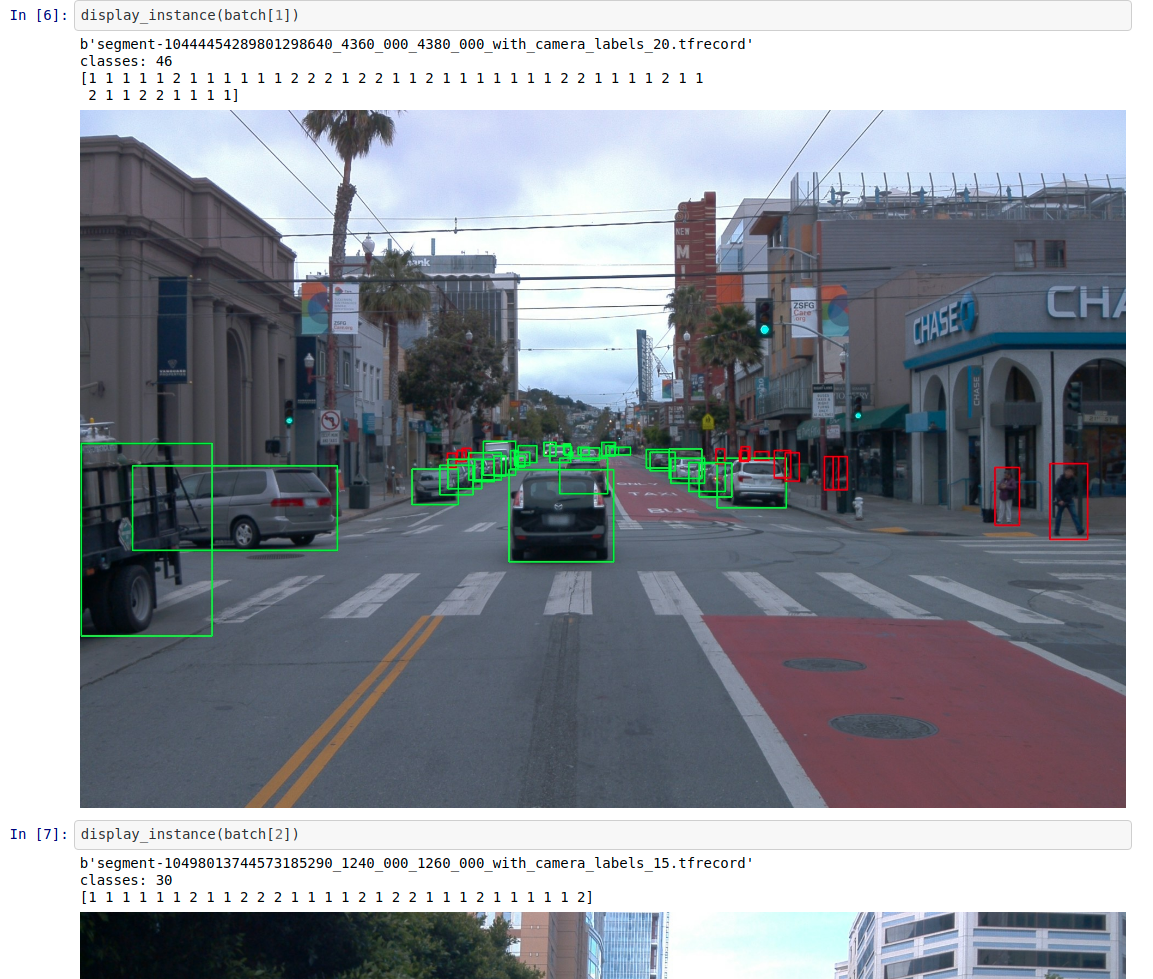 In [6]: display_instance(batch[1])
b'segment-10444454289801298640_4360_000_4380_000_with_camera_labels_20.tfrecord'
classes: 46
[1 1 1 1 1 2 1 1 1 1 1 1 2 2 2 1 2 2 1 1 2 1 1 1 1 1 1 1 2 2 1 1 1 1 2 1 1
2 1 1 2 2 1 1 1 1]
nk
NEW
M
ZSFG
Care
ZSFG
CHASE
CHA
CHASE
TAXI
BUS
In [7]: display_instance(batch[2])
b'segment-10498013744573185290_1240_000_1260_000_with_camera_labels_15.tfrecord'
classes: 30
[1 1 1 1 1 1 2 1 1 2 2 2 1 1 1 1 2 1 2 2 1 1 1 2 1 1 1 1 1 2]